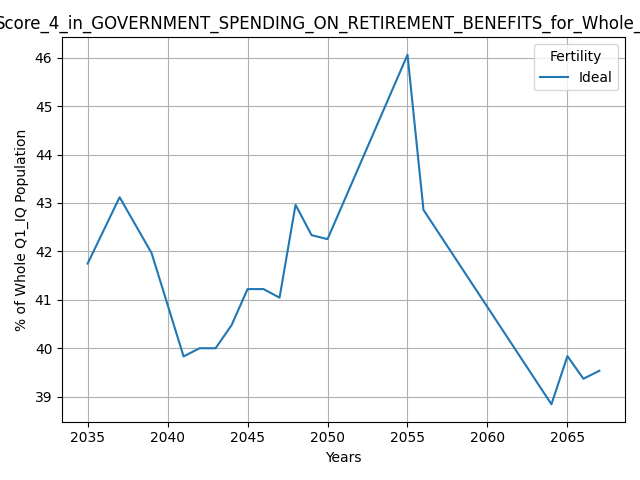 Score_4_in_GOVERNMENT_SPENDING_ON_RETIREMENT_BENEFITS_for_Whole_
Fertility
Ideal
46
45
44
43
42
41
40
39
% of Whole Q1_IQ Population
2035 2040 2045 2050 2055 2060 2065
Years